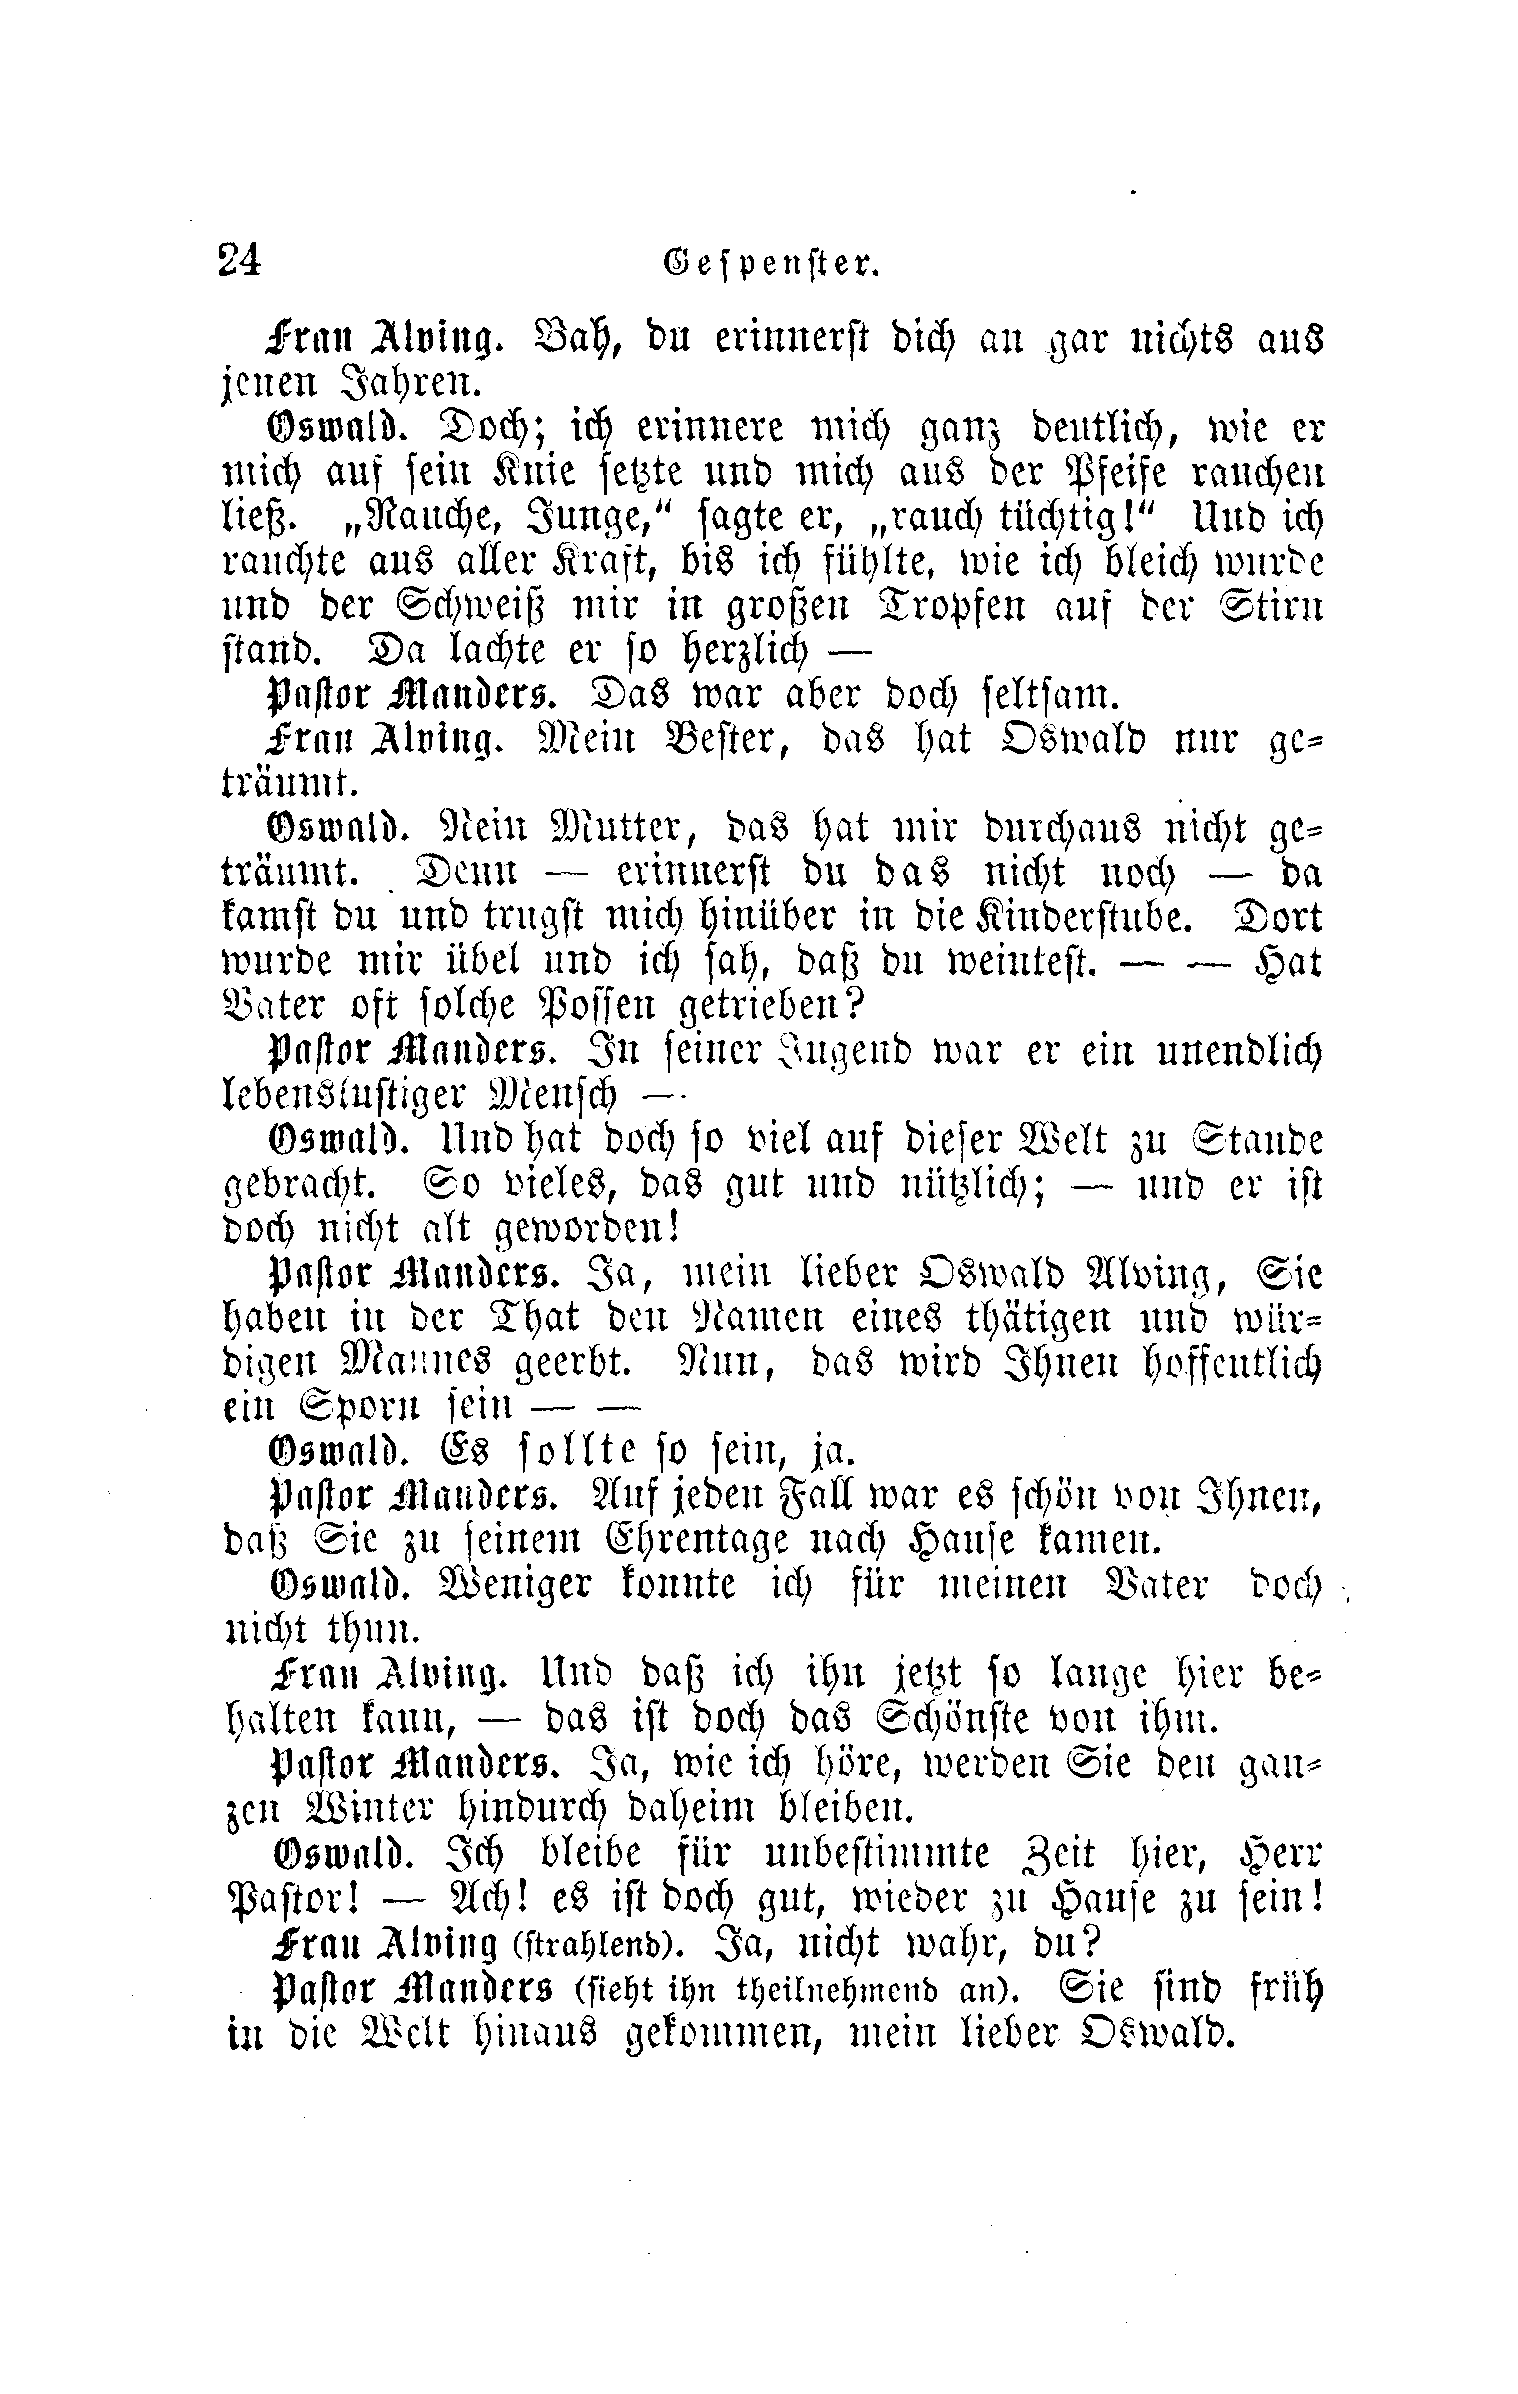 24 Gespenster.
Frau Alving. Bah, du erinnerst dich an gar nichts aus
jenen Jahren.
Oswald. Doch; ich erinnere mich ganz deutlich, wie er
mich auf sein Knie setzte und mich aus der Pfeife rauchen
ließ. „Rauche, Junge,“ sagte er, „rauch tüchtig!“ Und ich
rauchte aus aller Kraft, bis ich fühlte, wie ich bleich wurde
und der Schweiß mir in großen Tropfen auf der Stirn
stand. Da lachte er so herzlich —
Pastor Manders. Das war aber doch seltsam.
Frau Alving. Mein Bester, das hat Oswald nur ge-
träumt.
Oswald. Nein Mutter, das hat mir durchaus nicht ge-
träumt. Denn — erinnerst du das nicht noch — da
kamst du und trugst mich hinüber in die Kinderstube. Dort
wurde mir übel und ich sah, daß du weintest. — — Hat
Vater oft solche Possen getrieben?
Pastor Manders. In seiner Jugend war er ein unendlich
lebenslustiger Mensch —
Oswald. Und hat doch so viel auf dieser Welt zu Stande
gebracht. So vieles, das gut und nützlich; — und er ist
doch nicht alt geworden!
Pastor Manders. Ja, mein lieber Oswald Alving, Sie
haben in der That den Namen eines thätigen und wür-
digen Mannes geerbt. Nun, das wird Ihnen hoffentlich
ein Sporn sein — —
Oswald. Es sollte so sein, ja.
Pastor Manders. Auf jeden Fall war es schön von Ihnen,
daß Sie zu seinem Ehrentage nach Hause kamen.
Oswald. Weniger konnte ich für meinen Vater doch
nicht thun.
Frau Alving. Und daß ich ihn jetzt so lange hier be-
halten kann, — das ist doch das Schönste von ihm.
Pastor Manders. Ja, wie ich höre, werden Sie den gan-
zen Winter hindurch daheim bleiben.
Oswald. Ich bleibe für unbestimmte Zeit hier, Herr
Pastor! — Ach! es ist doch gut, wieder zu Hause zu sein!
Frau Alving (strahlend). Ja, nicht wahr, du?
Pastor Manders (sieht ihn theilnehmend an). Sie sind früh
in die Welt hinaus gekommen, mein lieber Oswald.